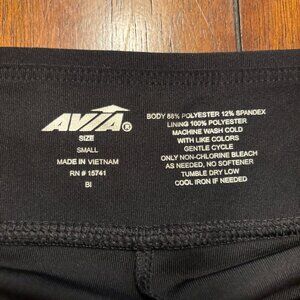 AVIA®
SIZE
SMALL
MADE IN VIETNAM
RN # 15741
BI
BODY 88% POLYESTER 12% SPANDEX
LINING 100% POLYESTER
MACHINE WASH COLD
WITH LIKE COLORS
GENTLE CYCLE
ONLY NON-CHLORINE BLEACH
AS NEEDED, NO SOFTENER
TUMBLE DRY LOW
COOL IRON IF NEEDED